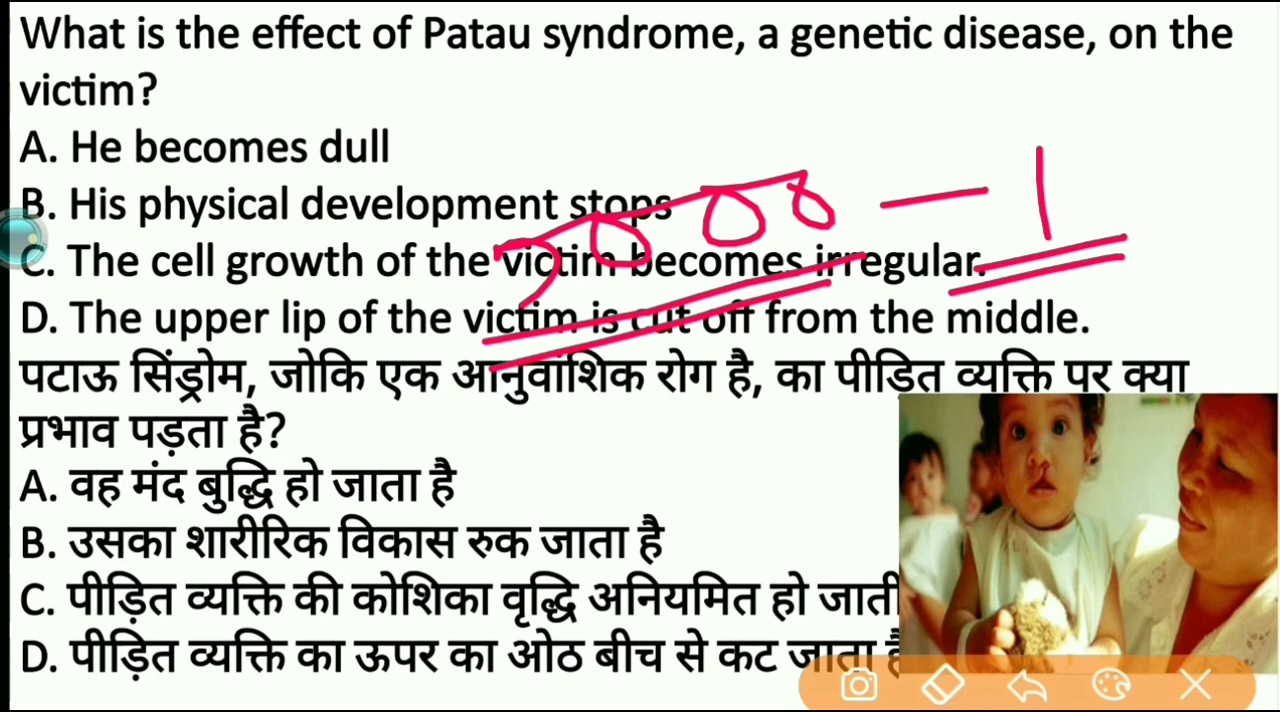 What is the effect of Patau syndrome, a genetic disease, on the
victim?
A. He becomes dull
B. His physical development stops
C. The cell growth of the victim becomes irregular.
D. The upper lip of the victim is cut off from the middle.
पटाऊ सिंड्रोम, जोकि एक आनुवांशिक रोग है, का पीडित व्यक्ति पर क्या
प्रभाव पड़ता है?
A. वह मंद बुद्धि हो जाता है
B. उसका शारीरिक विकास रुक जाता है
C. पीड़ित व्यक्ति की कोशिका वृद्धि अनियमित हो जाती
D. पीड़ित व्यक्ति का ऊपर का ओठ बीच से कट जाता है